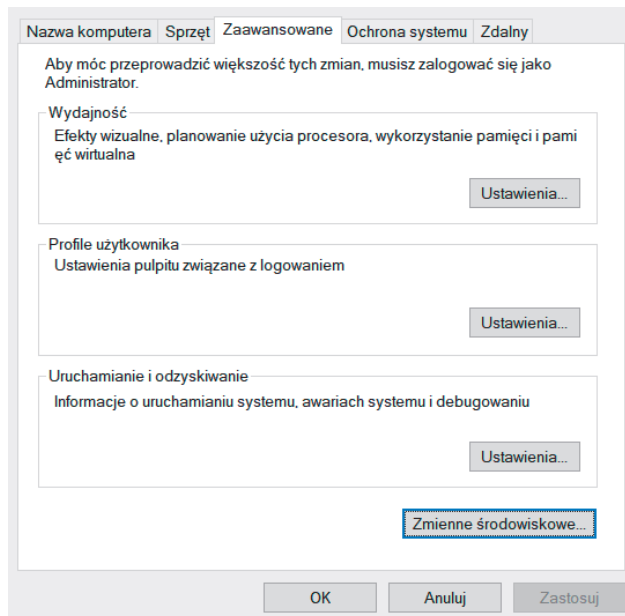 Nazwa komputera Sprzęt Zaawansowane Ochrona systemu Zdalny
Aby móc przeprowadzić większość tych zmian, musisz zalogować się jako
Administrator.
Wydajność
Efekty wizualne, planowanie użycia procesora, wykorzystanie pamięci i pami
ęć wirtualna
Ustawienia...
Profile użytkownika
Ustawienia pulpitu związane z logowaniem
Ustawienia...
Uruchamianie i odzyskiwanie
Informacje o uruchamianiu systemu, awariach systemu i debugowaniu
Ustawienia...
Zmienne środowiskowe...
OK Anuluj Zastosuj